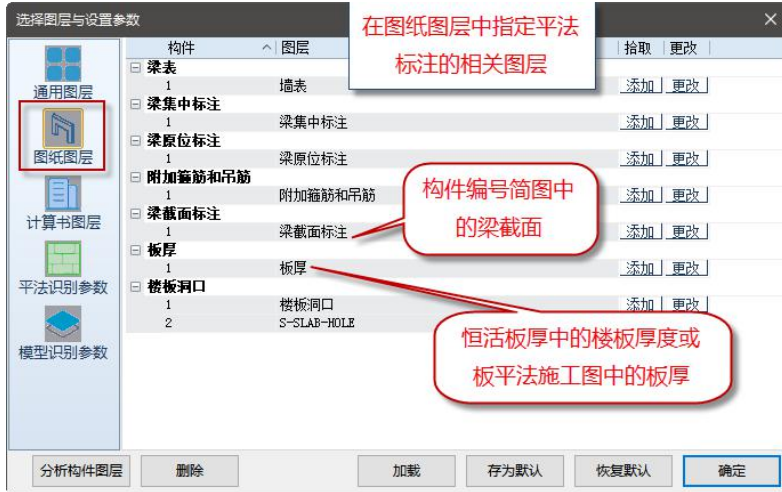 选择图层与设置参数
在图纸图层中指定平法
标注的相关图层
构件 图层 拾取 更改
通用图层
图纸图层
计算书图层
平法识别参数
模型识别参数
梁表
1 墙表 添加 更改
梁集中标注
1 梁集中标注 添加 更改
梁原位标注
1 梁原位标注 添加 更改
附加箍筋和吊筋
1 附加箍筋和吊筋 添加 更改
梁截面标注
1 梁截面标注 添加 更改
板厚
1 板厚 添加 更改
楼板洞口
1 楼板洞口 添加 更改
2 S-SLAB-HOLE
构件编号简图中
的梁截面
恒活板厚中的楼板厚度或
板平法施工图中的板厚
分析构件图层 删除 加载 存为默认 恢复默认 确定